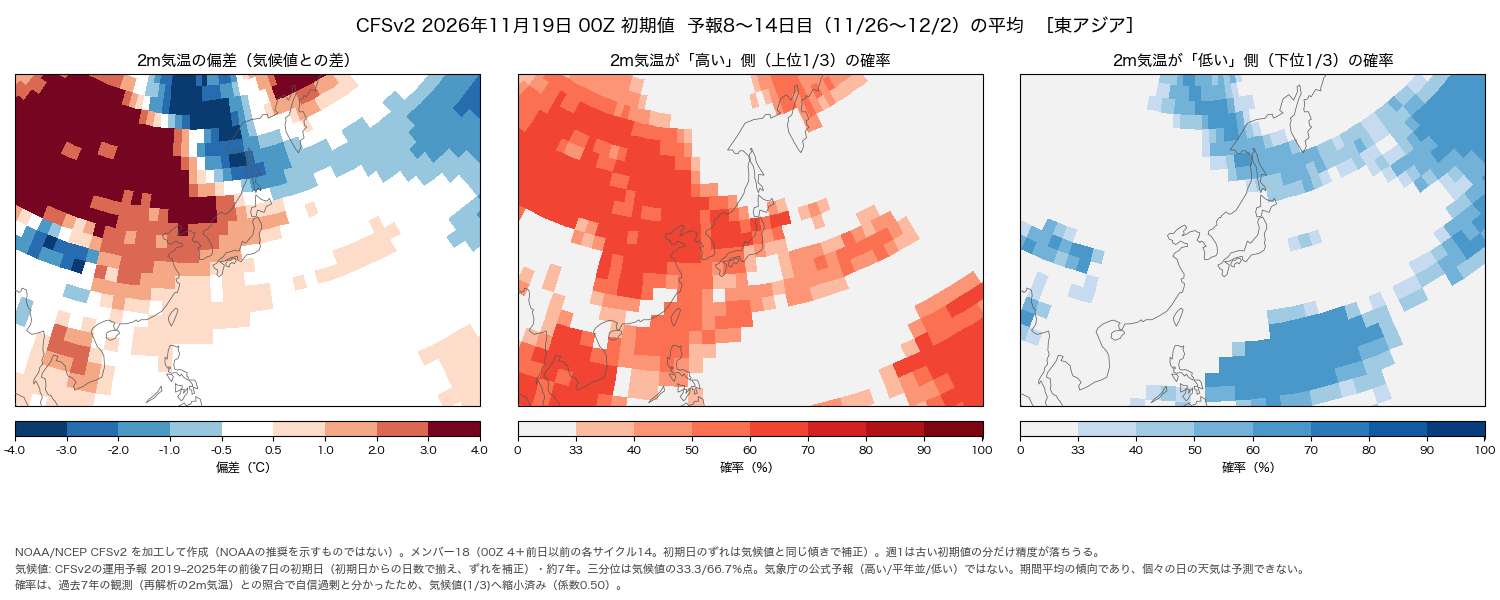 CFSv2 2026年11月19日 00Z 初期値  予報8〜14日目（11/26〜12/2）の平均  ［東アジア］
2m気温の偏差（気候値との差）
2m気温が「高い」側（上位1/3）の確率
2m気温が「低い」側（下位1/3）の確率
-4.0 -3.0 -2.0 -1.0 -0.5 0.5 1.0 2.0 3.0 4.0
偏差（℃）
0 33 40 50 60 70 80 90 100
確率（%）
0 33 40 50 60 70 80 90 100
確率（%）
NOAA/NCEP CFSv2 を加工して作成（NOAAの推奨を示すものではない）。メンバー18（00Z 4＋前日以前の各サイクル14。初期日のずれは気候値と同じ傾きで補正）。週1は古い初期値の分だけ精度が落ちうる。
気候値: CFSv2の運用予報 2019–2025年の前後7日の初期日（初期日からの日数で揃え、ずれを補正）・約7年。三分位は気候値の33.3/66.7%点。気象庁の公式予報（高い/平年並/低い）ではない。期間平均の傾向であり、個々の日の天気は予測できない。
確率は、過去7年の観測（再解析の2m気温）との照合で自信過剰と分かったため、気候値(1/3)へ縮小済み（係数0.50）。